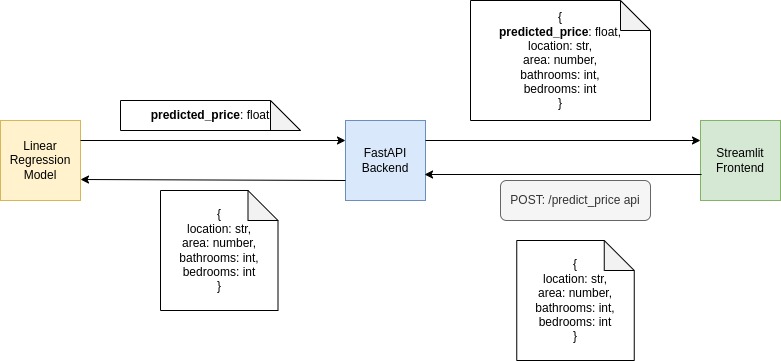 {
predicted_price: float,
location: str,
area: number,
bathrooms: int,
bedrooms: int
}
predicted_price: float
Linear
Regression
Model
FastAPI
Backend
Streamlit
Frontend
POST: /predict_price api
{
location: str,
area: number,
bathrooms: int,
bedrooms: int
}
{
location: str,
area: number,
bathrooms: int,
bedrooms: int
}